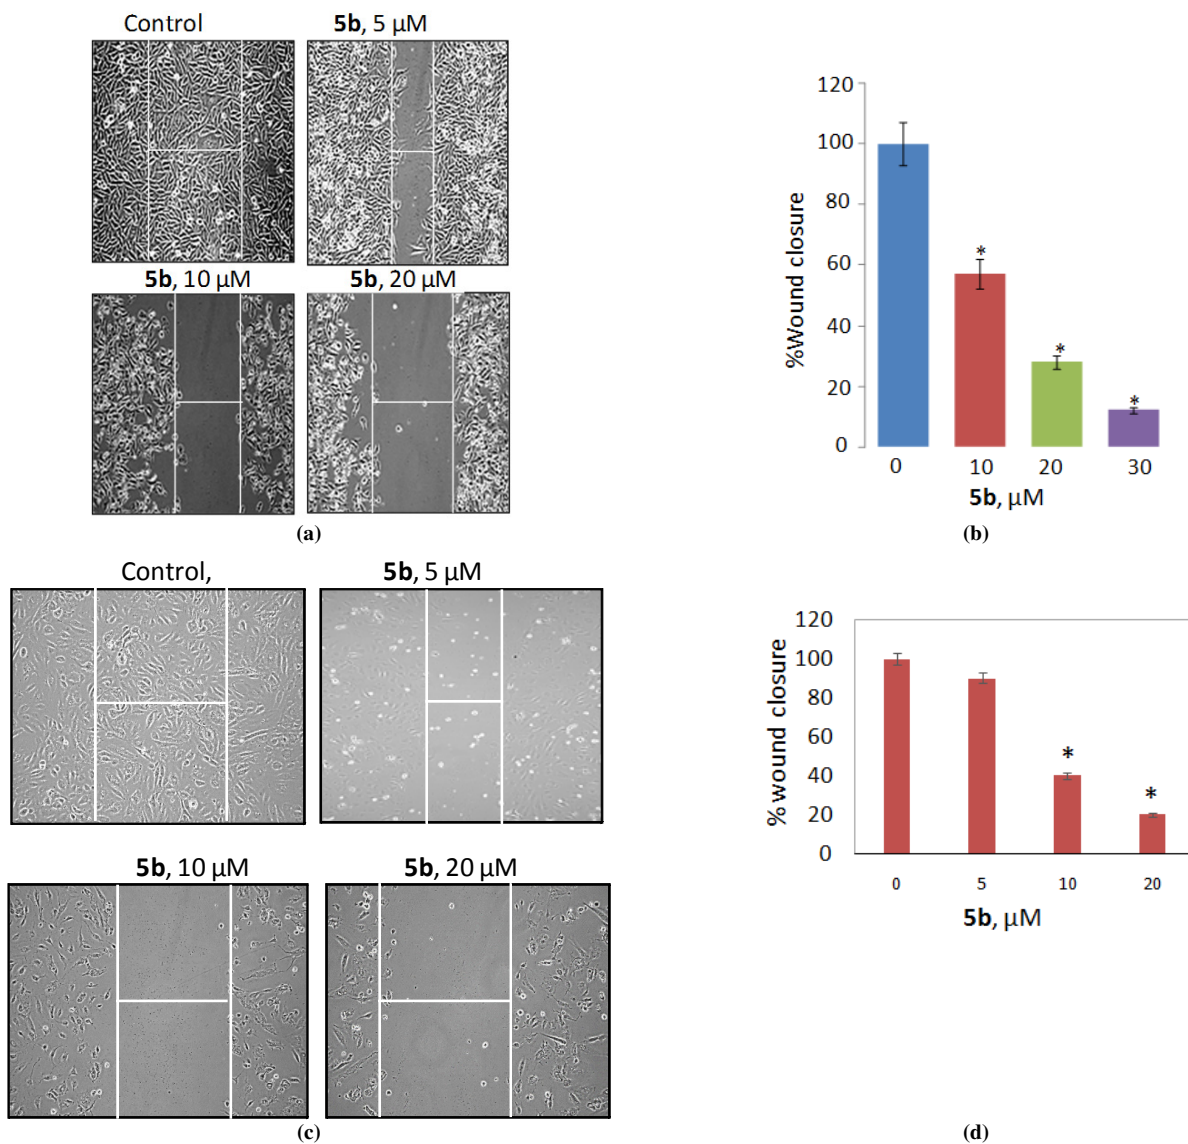 Control
5b, 5 μM
5b, 10 μM
5b, 20 μM
(a)
120
100
80
60
40
20
0
%Wound closure
*
*
*
0 10 20 30
5b, μM
(b)
Control,
5b, 5 μM
5b, 10 μM
5b, 20 μM
(c)
120
100
80
60
40
20
0
% wound closure
*
*
0 5 10 20
5b, μM
(d)